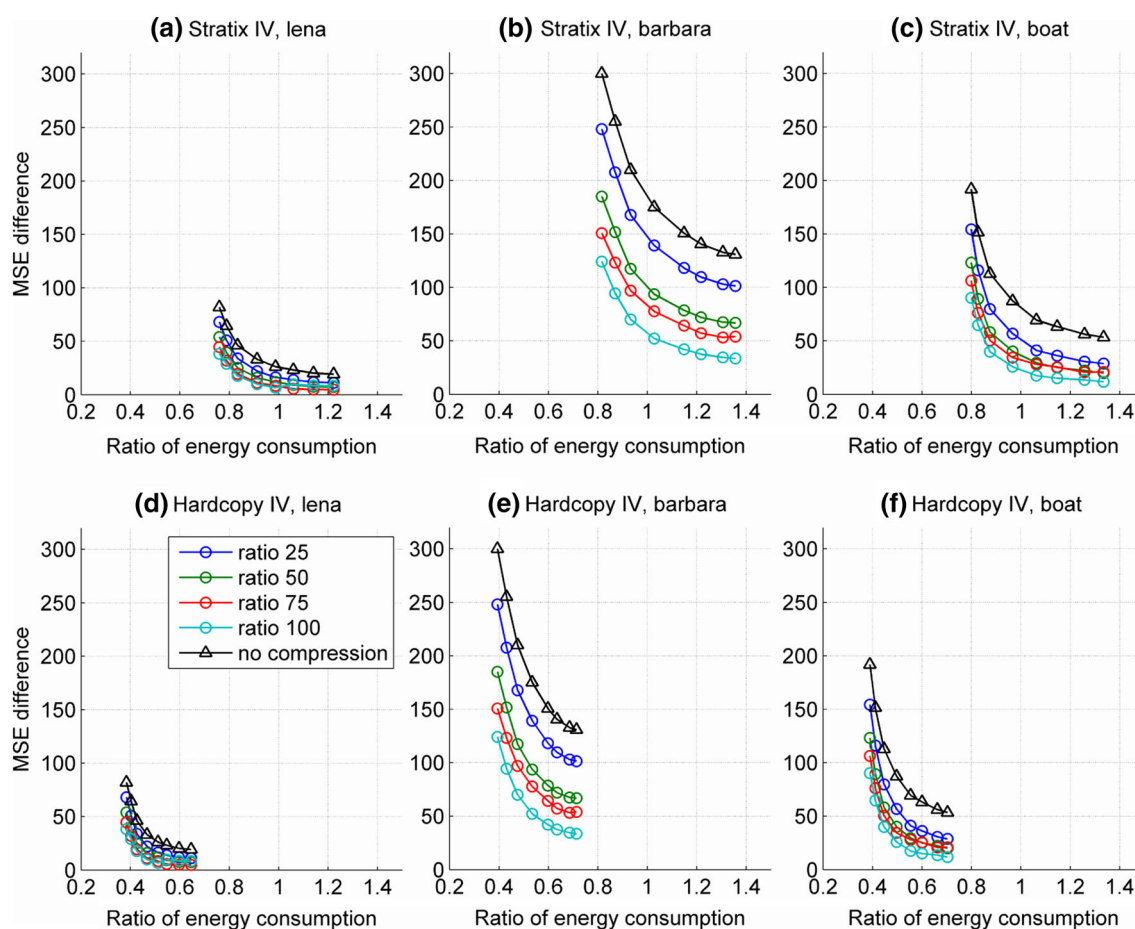 (a) Stratix IV, lena
(b) Stratix IV, barbara
(c) Stratix IV, boat
MSE difference
300
250
200
150
100
50
0
0.2 0.4 0.6 0.8 1 1.2 1.4
Ratio of energy consumption
300
250
200
150
100
50
0
0.2 0.4 0.6 0.8 1 1.2 1.4
Ratio of energy consumption
300
250
200
150
100
50
0
0.2 0.4 0.6 0.8 1 1.2 1.4
Ratio of energy consumption
(d) Hardcopy IV, lena
(e) Hardcopy IV, barbara
(f) Hardcopy IV, boat
MSE difference
300
250
200
150
100
50
0
ratio 25
ratio 50
ratio 75
ratio 100
no compression
0.2 0.4 0.6 0.8 1 1.2 1.4
Ratio of energy consumption
300
250
200
150
100
50
0
0.2 0.4 0.6 0.8 1 1.2 1.4
Ratio of energy consumption
300
250
200
150
100
50
0
0.2 0.4 0.6 0.8 1 1.2 1.4
Ratio of energy consumption